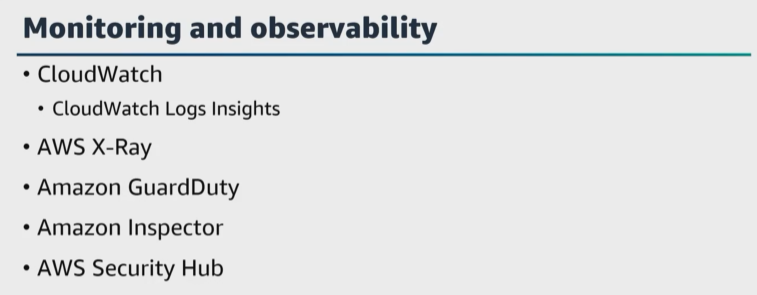 Monitoring and observability
• CloudWatch
• CloudWatch Logs Insights
• AWS X-Ray
• Amazon GuardDuty
• Amazon Inspector
• AWS Security Hub